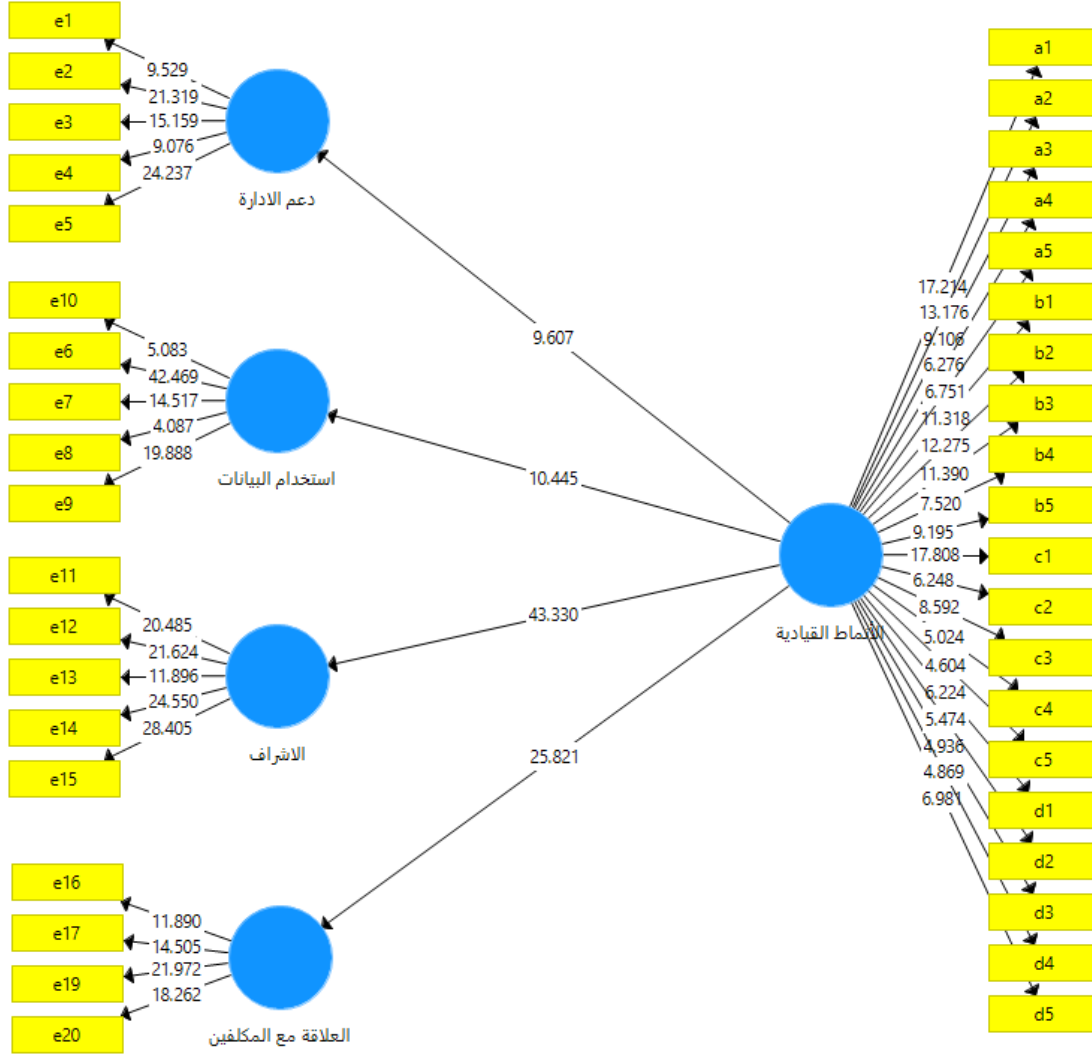 e1
e2
e3
e4
e5
9.529
21.319
15.159
9.076
24.237
دعم الادارة
e10
e6
e7
e8
e9
5.083
42.469
14.517
4.087
19.888
استخدام البيانات
e11
e12
e13
e14
e15
20.485
21.624
11.896
24.550
28.405
الاشراف
e16
e17
e19
e20
11.890
14.505
21.972
18.262
العلاقة مع المكلفين
9.607
10.445
43.330
25.821
الأنماط القيادية
17.214
13.176
9.106
6.276
6.751
11.318
12.275
11.390
7.520
9.195
17.808
6.248
8.592
5.024
4.604
6.224
5.474
4.936
4.869
6.981
a1
a2
a3
a4
a5
b1
b2
b3
b4
b5
c1
c2
c3
c4
c5
d1
d2
d3
d4
d5